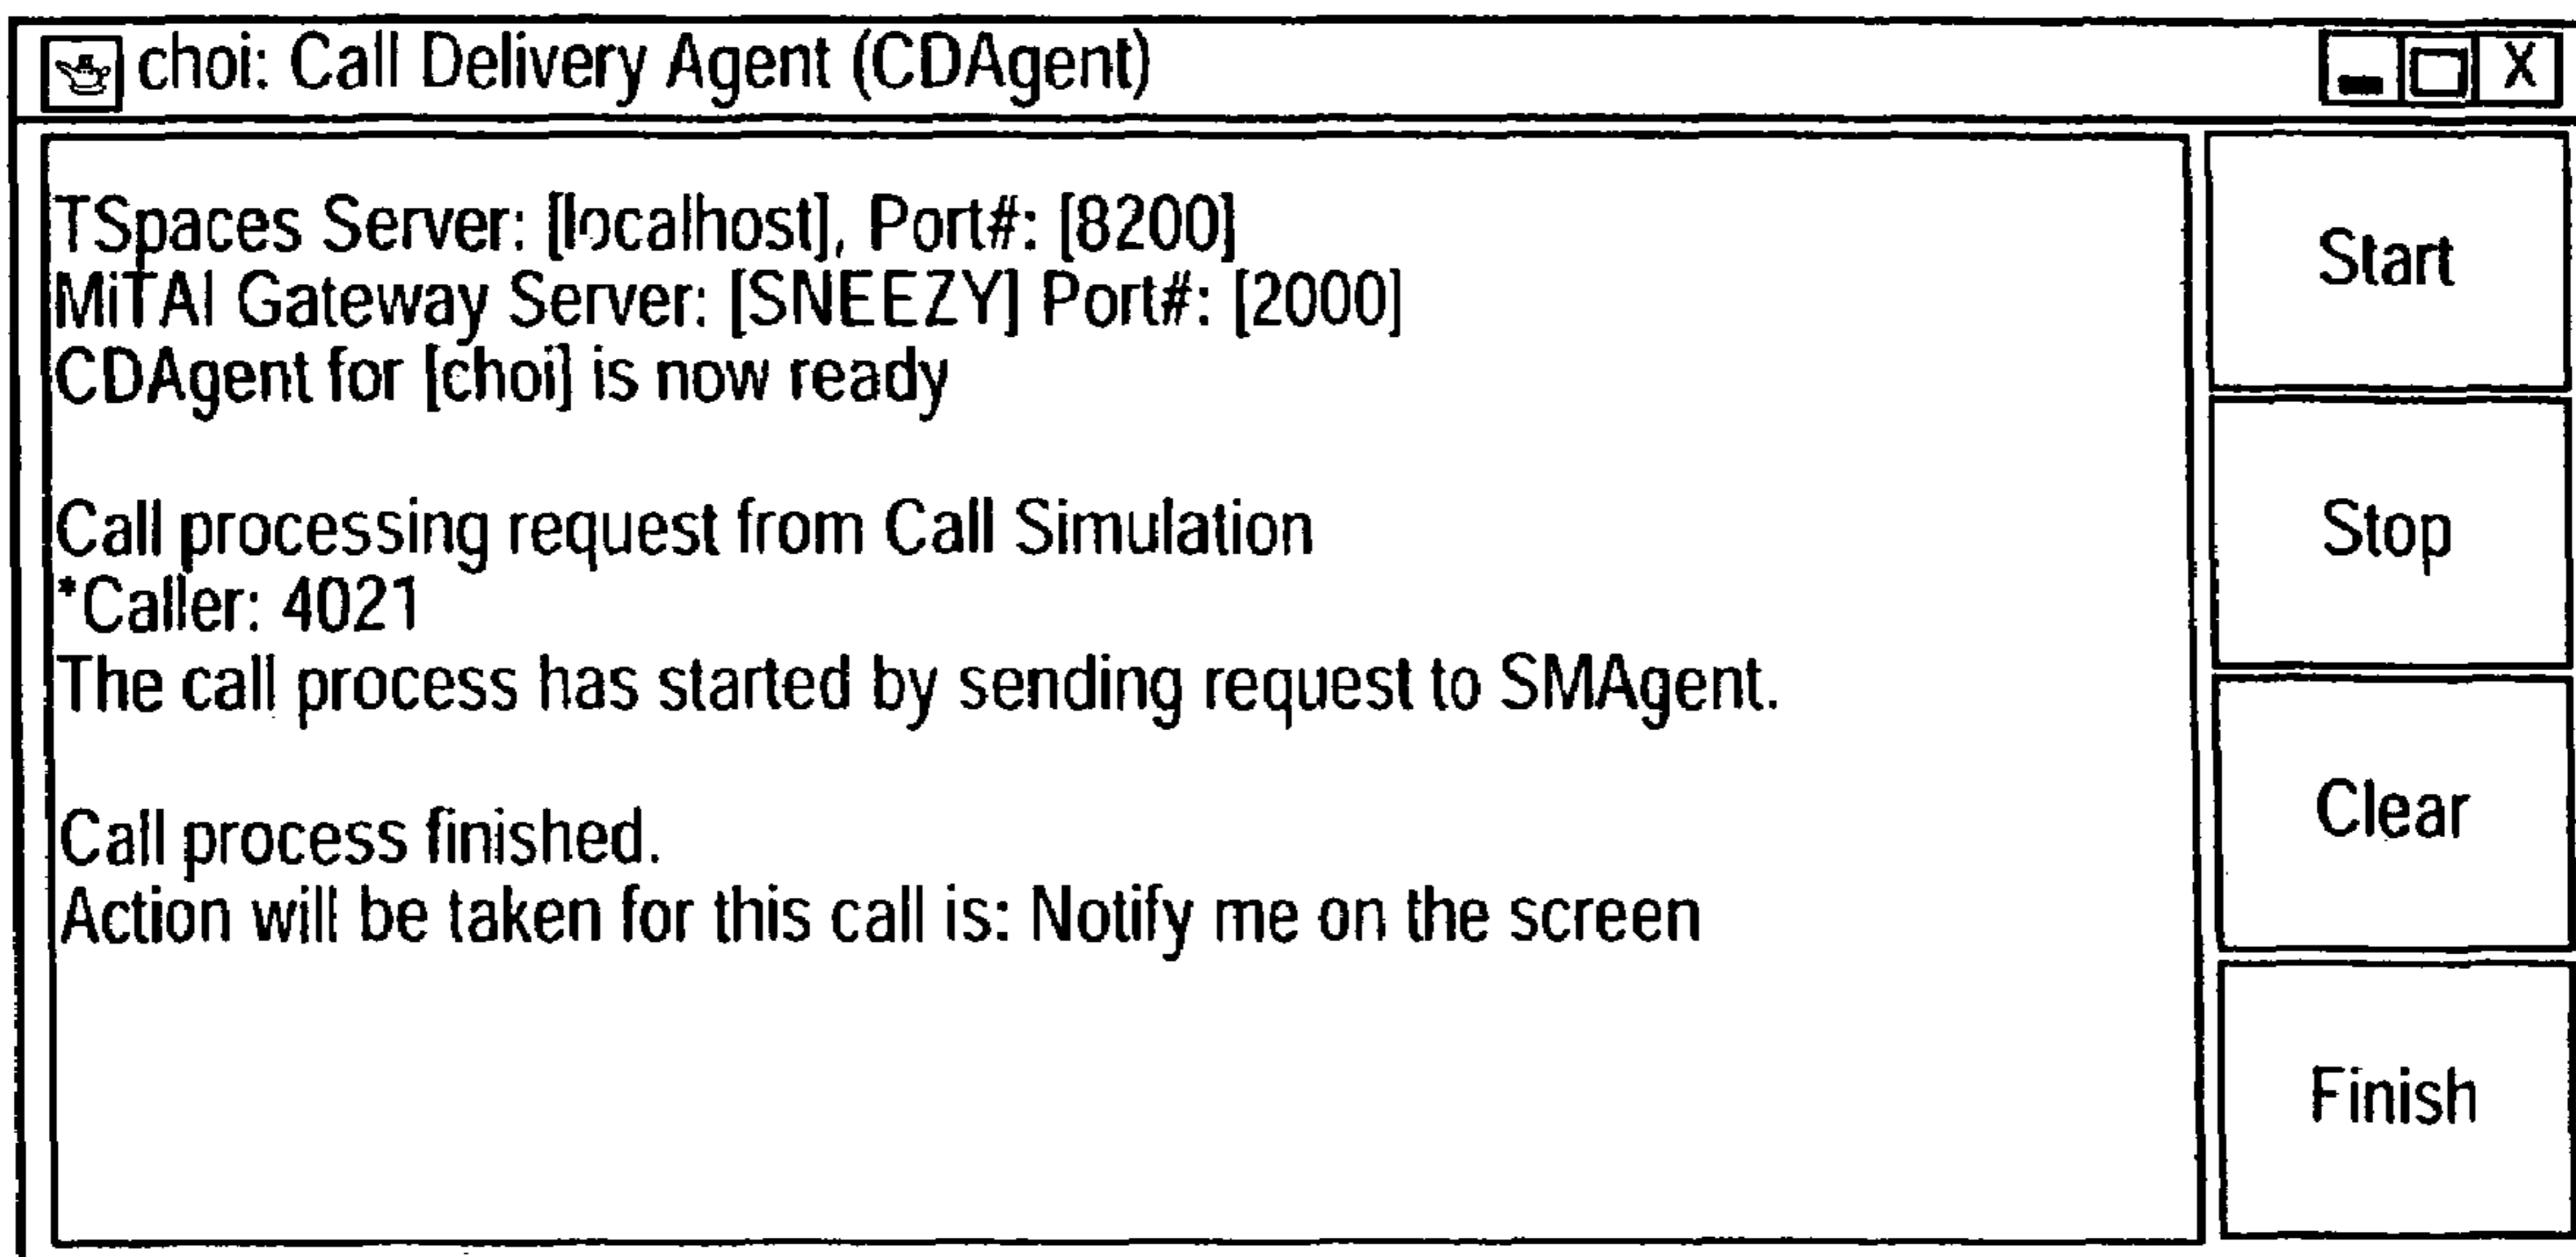 choi: Call Delivery Agent (CDAgent)
X
TSpaces Server: [localhost], Port#: [8200]
MiTAI Gateway Server: [SNEEZY] Port#: [2000]
CDAgent for [choi] is now ready
Call processing request from Call Simulation
*Caller: 4021
The call process has started by sending request to SMAgent.
Call process finished.
Action will be taken for this call is: Notify me on the screen
Start
Stop
Clear
Finish